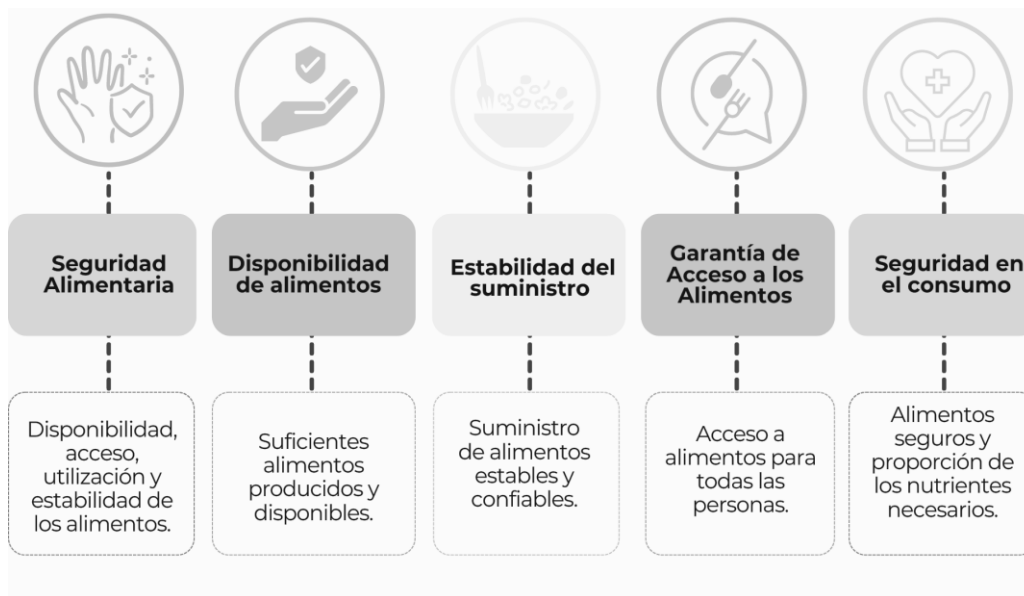 Seguridad
Alimentaria
Disponibilidad
de alimentos
Estabilidad del
suministro
Garantía de
Acceso a los
Alimentos
Seguridad en
el consumo
Disponibilidad,
acceso,
utilización y
estabilidad de
los alimentos.
Suficientes
alimentos
producidos y
disponibles.
Suministro
de alimentos
estables y
confiables.
Acceso a
alimentos para
todas las
personas.
Alimentos
seguros y
proporción de
los nutrientes
necesarios.